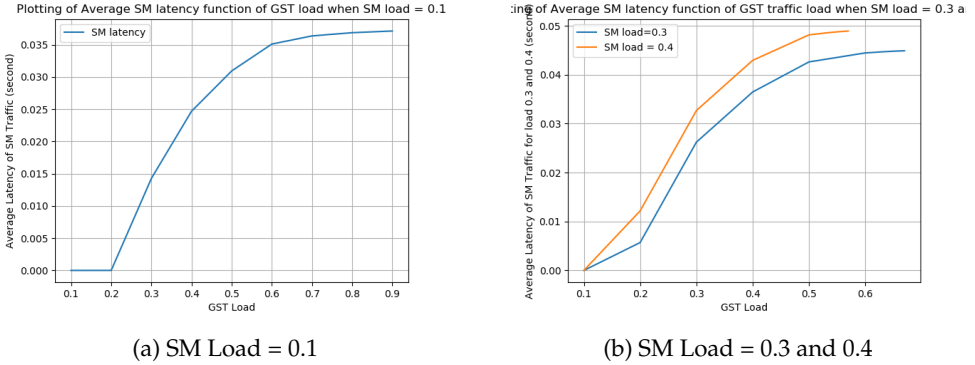 Plotting of Average SM latency function of GST load when SM load = 0.1
SM latency
Average Latency of SM Traffic (second)
0.035
0.030
0.025
0.020
0.015
0.010
0.005
0.000
0.1 0.2 0.3 0.4 0.5 0.6 0.7 0.8 0.9
GST Load
(a) SM Load = 0.1
ting of Average SM latency function of GST traffic load when SM load = 0.3 a
SM load=0.3
SM load = 0.4
Average Latency of SM Traffic for load 0.3 and 0.4 (second)
0.05
0.04
0.03
0.02
0.01
0.00
0.1 0.2 0.3 0.4 0.5 0.6
GST Load
(b) SM Load = 0.3 and 0.4